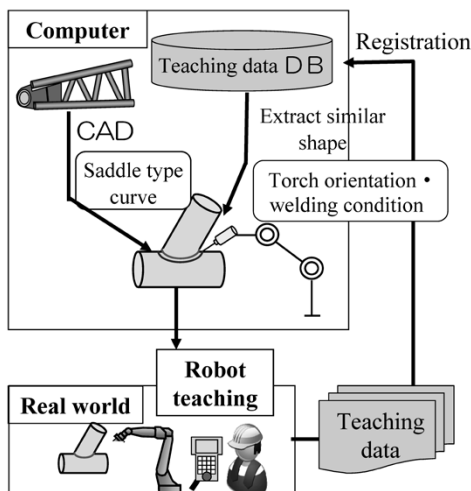 Computer
Teaching data DB
Registration
CAD
Extract similar
shape
Saddle type
curve
Torch orientation・
welding condition
Robot
teaching
Real world
Teaching
data